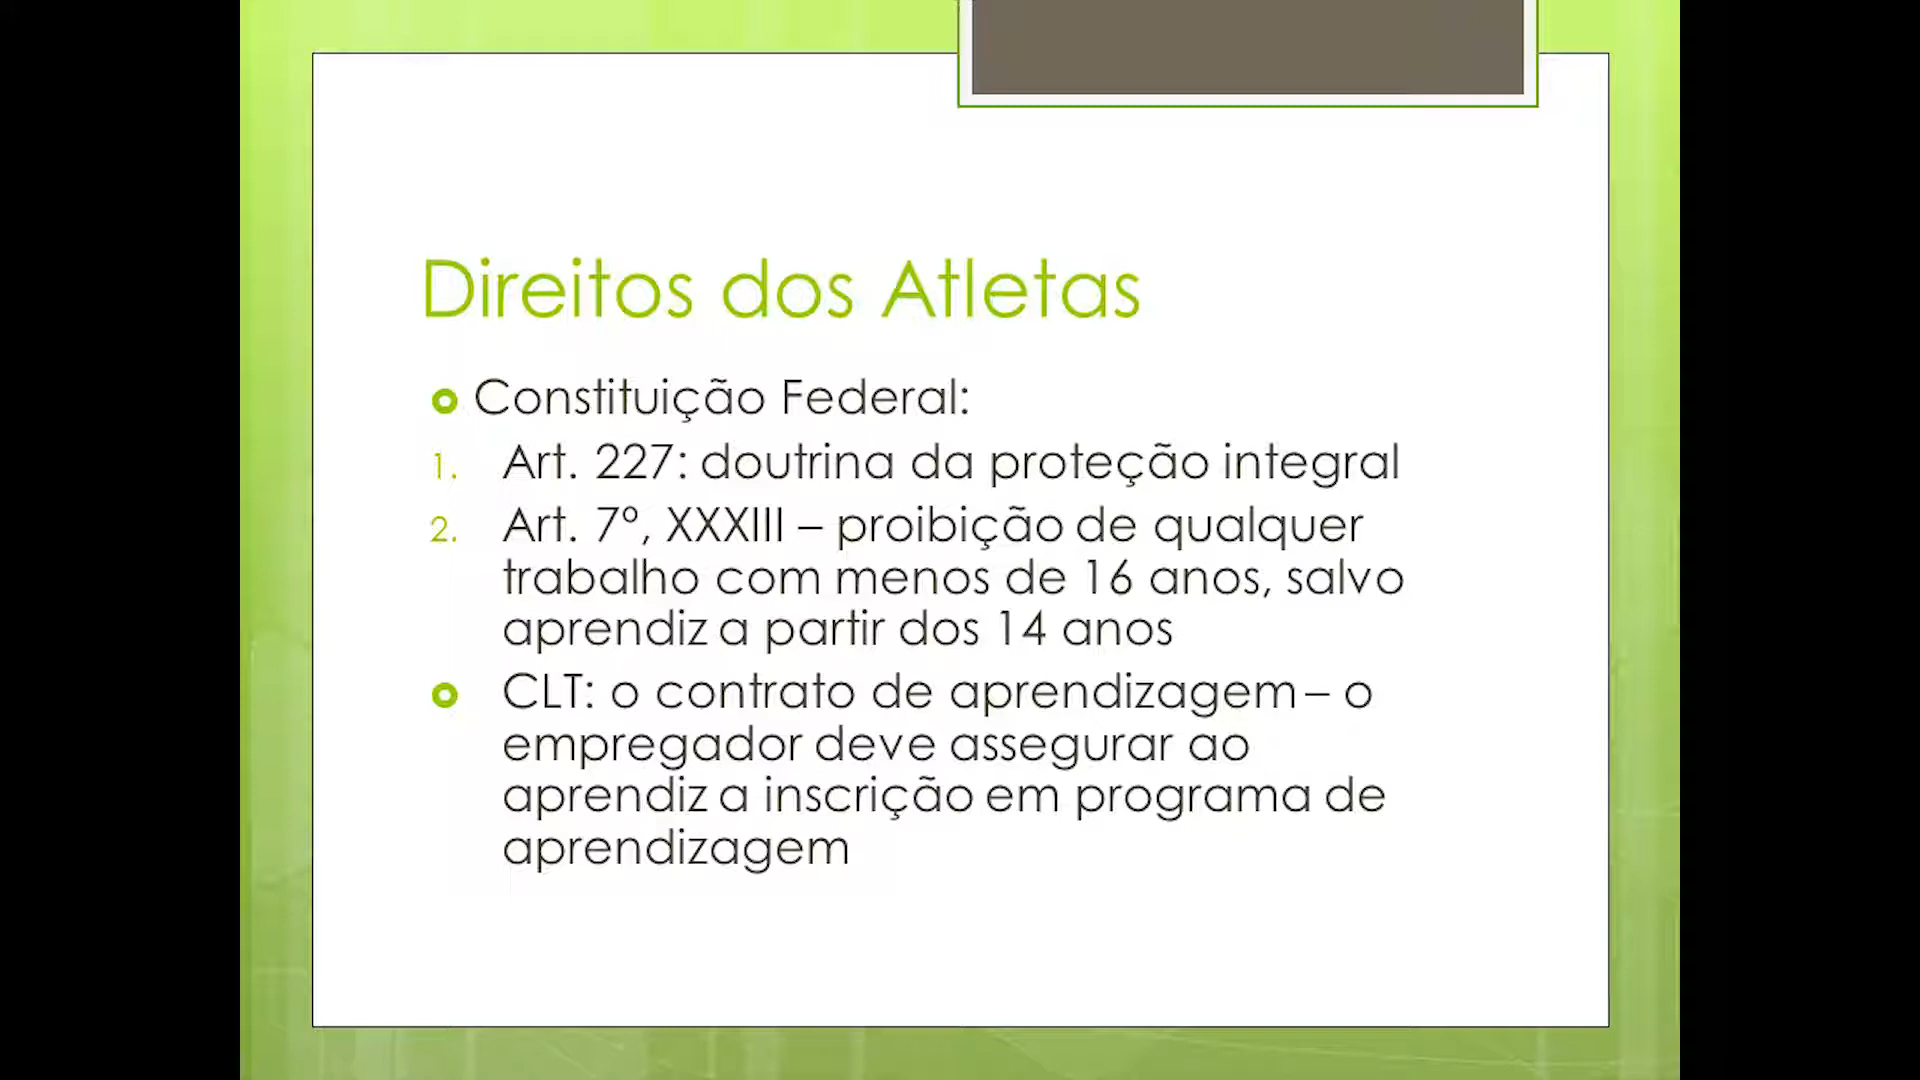 Direitos dos Atletas
Constituição Federal:
1. Art. 227: doutrina da proteção integral
2. Art. 7º, XXXIII – proibição de qualquer
trabalho com menos de 16 anos, salvo
aprendiz a partir dos 14 anos
CLT: o contrato de aprendizagem – o
empregador deve assegurar ao
aprendiz a inscrição em programa de
aprendizagem